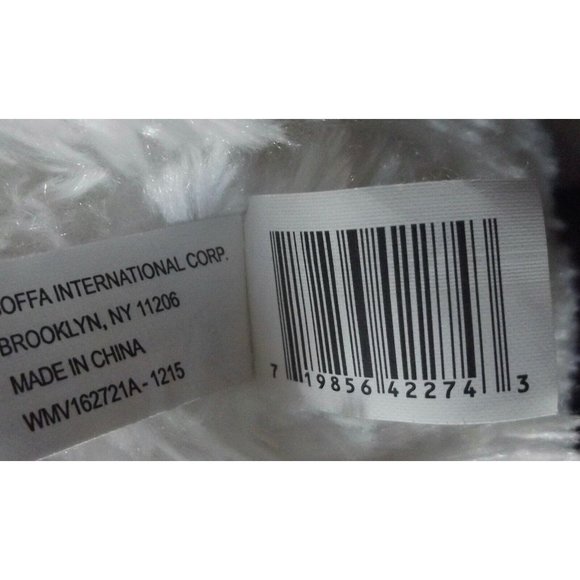 OFFA INTERNATIONAL CORP.
BROOKLYN, NY 11206
MADE IN CHINA
WMV162721A - 1215
7 19856 42274 3